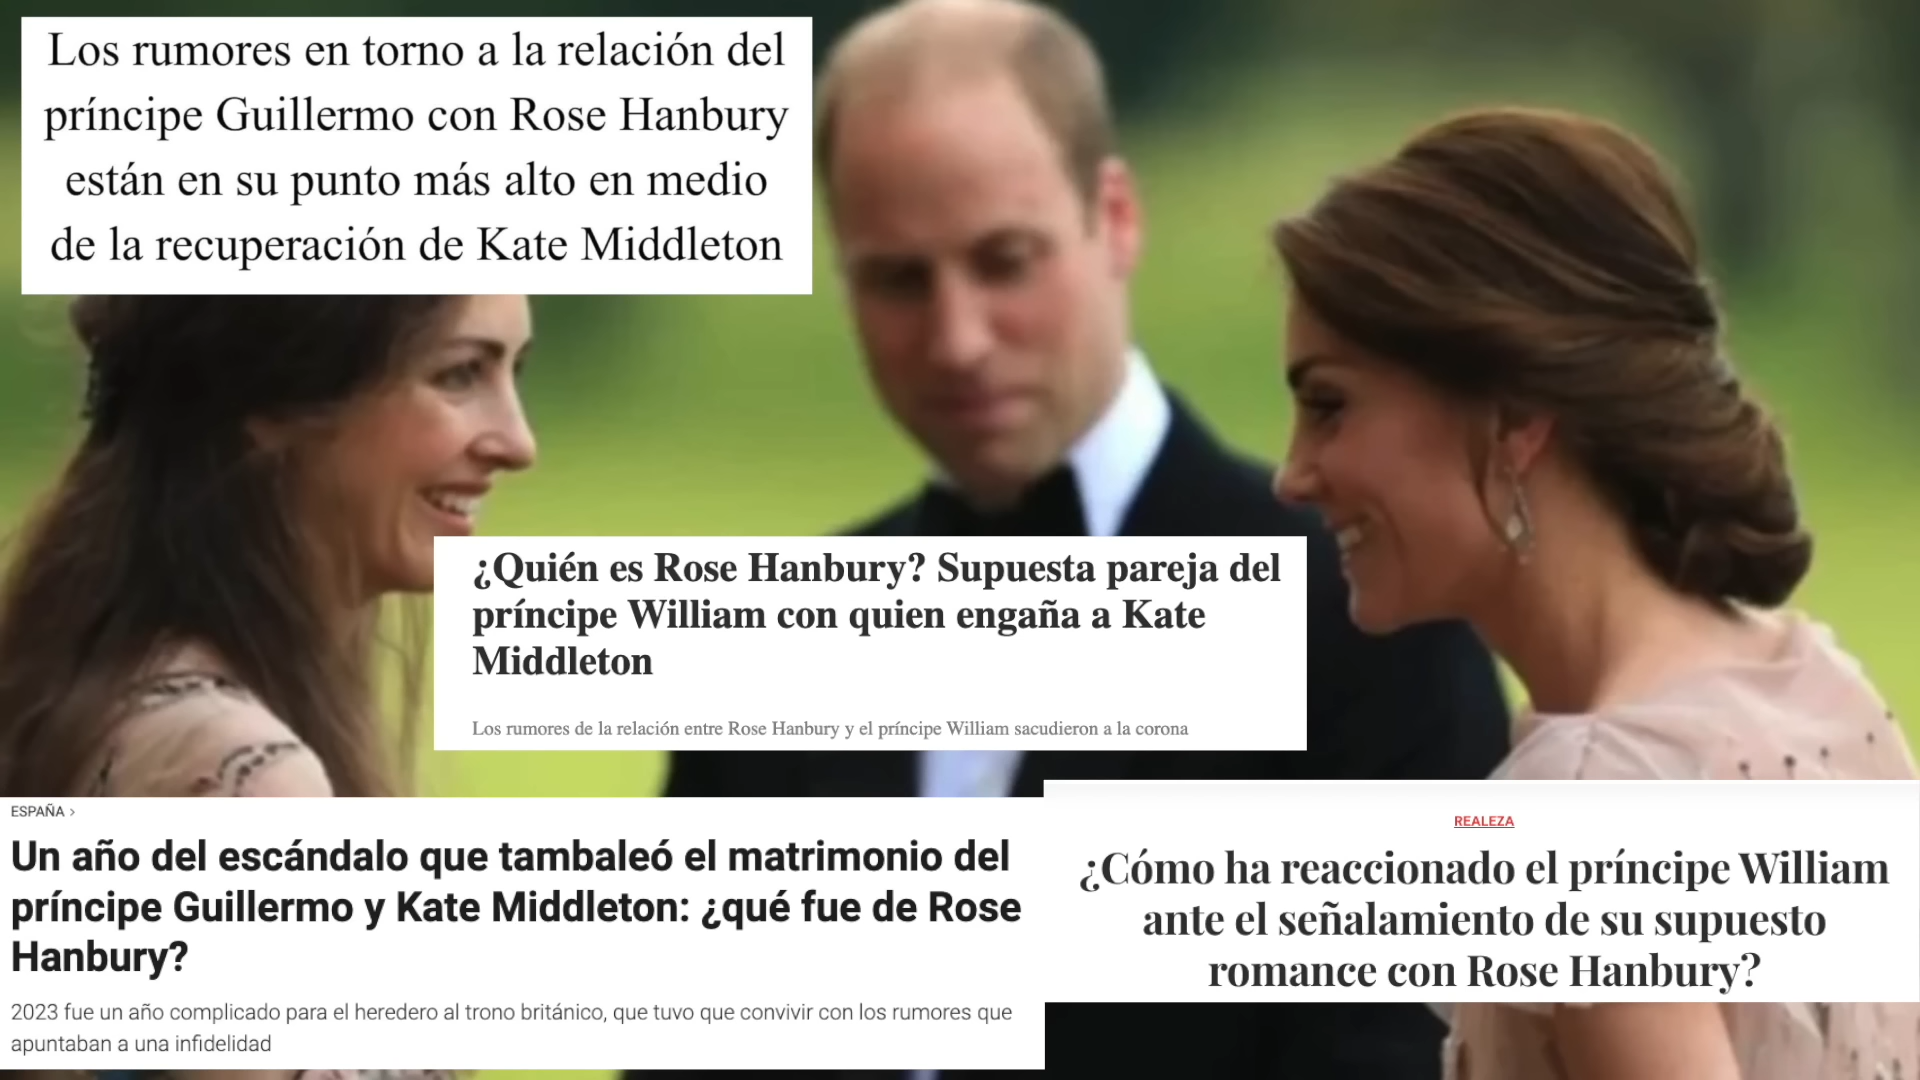 Los rumores en torno a la relación del
príncipe Guillermo con Rose Hanbury
están en su punto más alto en medio
de la recuperación de Kate Middleton
¿Quién es Rose Hanbury? Supuesta pareja del
príncipe William con quien engaña a Kate
Middleton
Los rumores de la relación entre Rose Hanbury y el príncipe William sacudieron a la corona
ESPAÑA >
Un año del escándalo que tambaleó el matrimonio del
príncipe Guillermo y Kate Middleton: ¿qué fue de Rose
Hanbury?
2023 fue un año complicado para el heredero al trono británico, que tuvo que convivir con los rumores que
apuntaban a una infidelidad
REALEZA
¿Cómo ha reaccionado el príncipe William
ante el señalamiento de su supuesto
romance con Rose Hanbury?